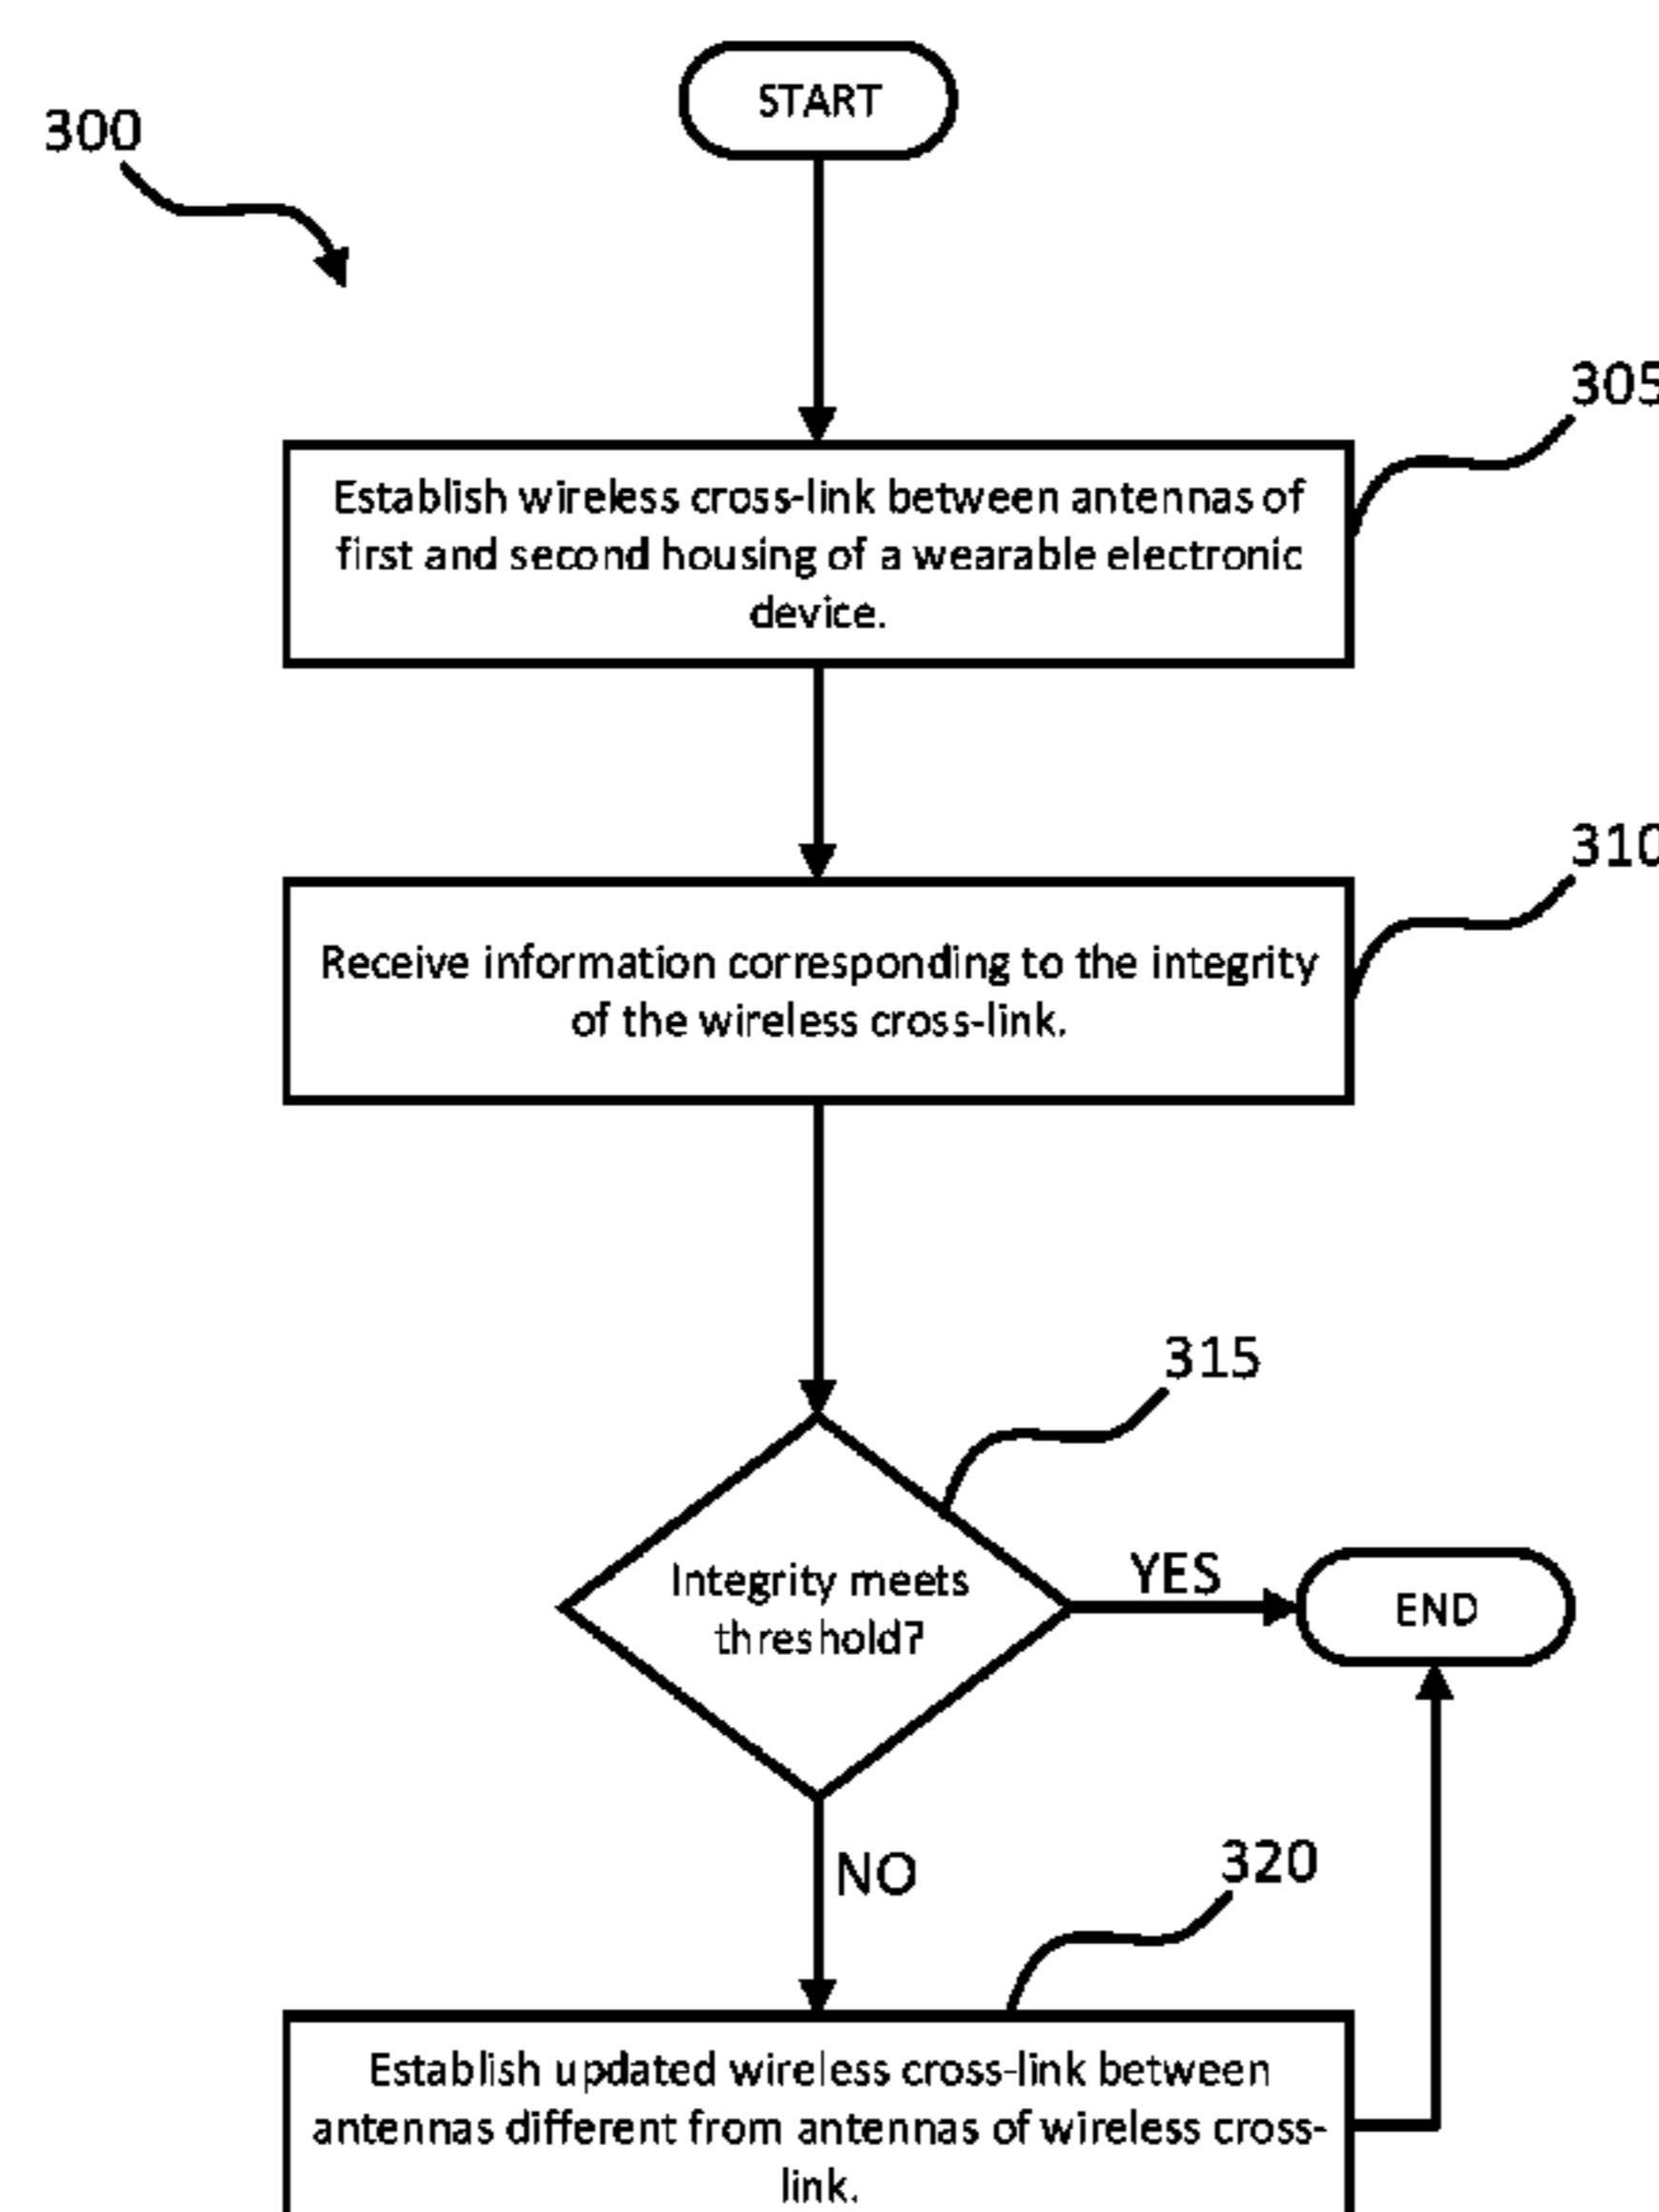 START
300
305
Establish wireless cross-link between antennas of
first and second housing of a wearable electronic
device.
310
Receive information corresponding to the integrity
of the wireless cross-link.
315
Integrity meets
threshold?
YES
END
NO
320
Establish updated wireless cross-link between
antennas different from antennas of wireless cross-
link.